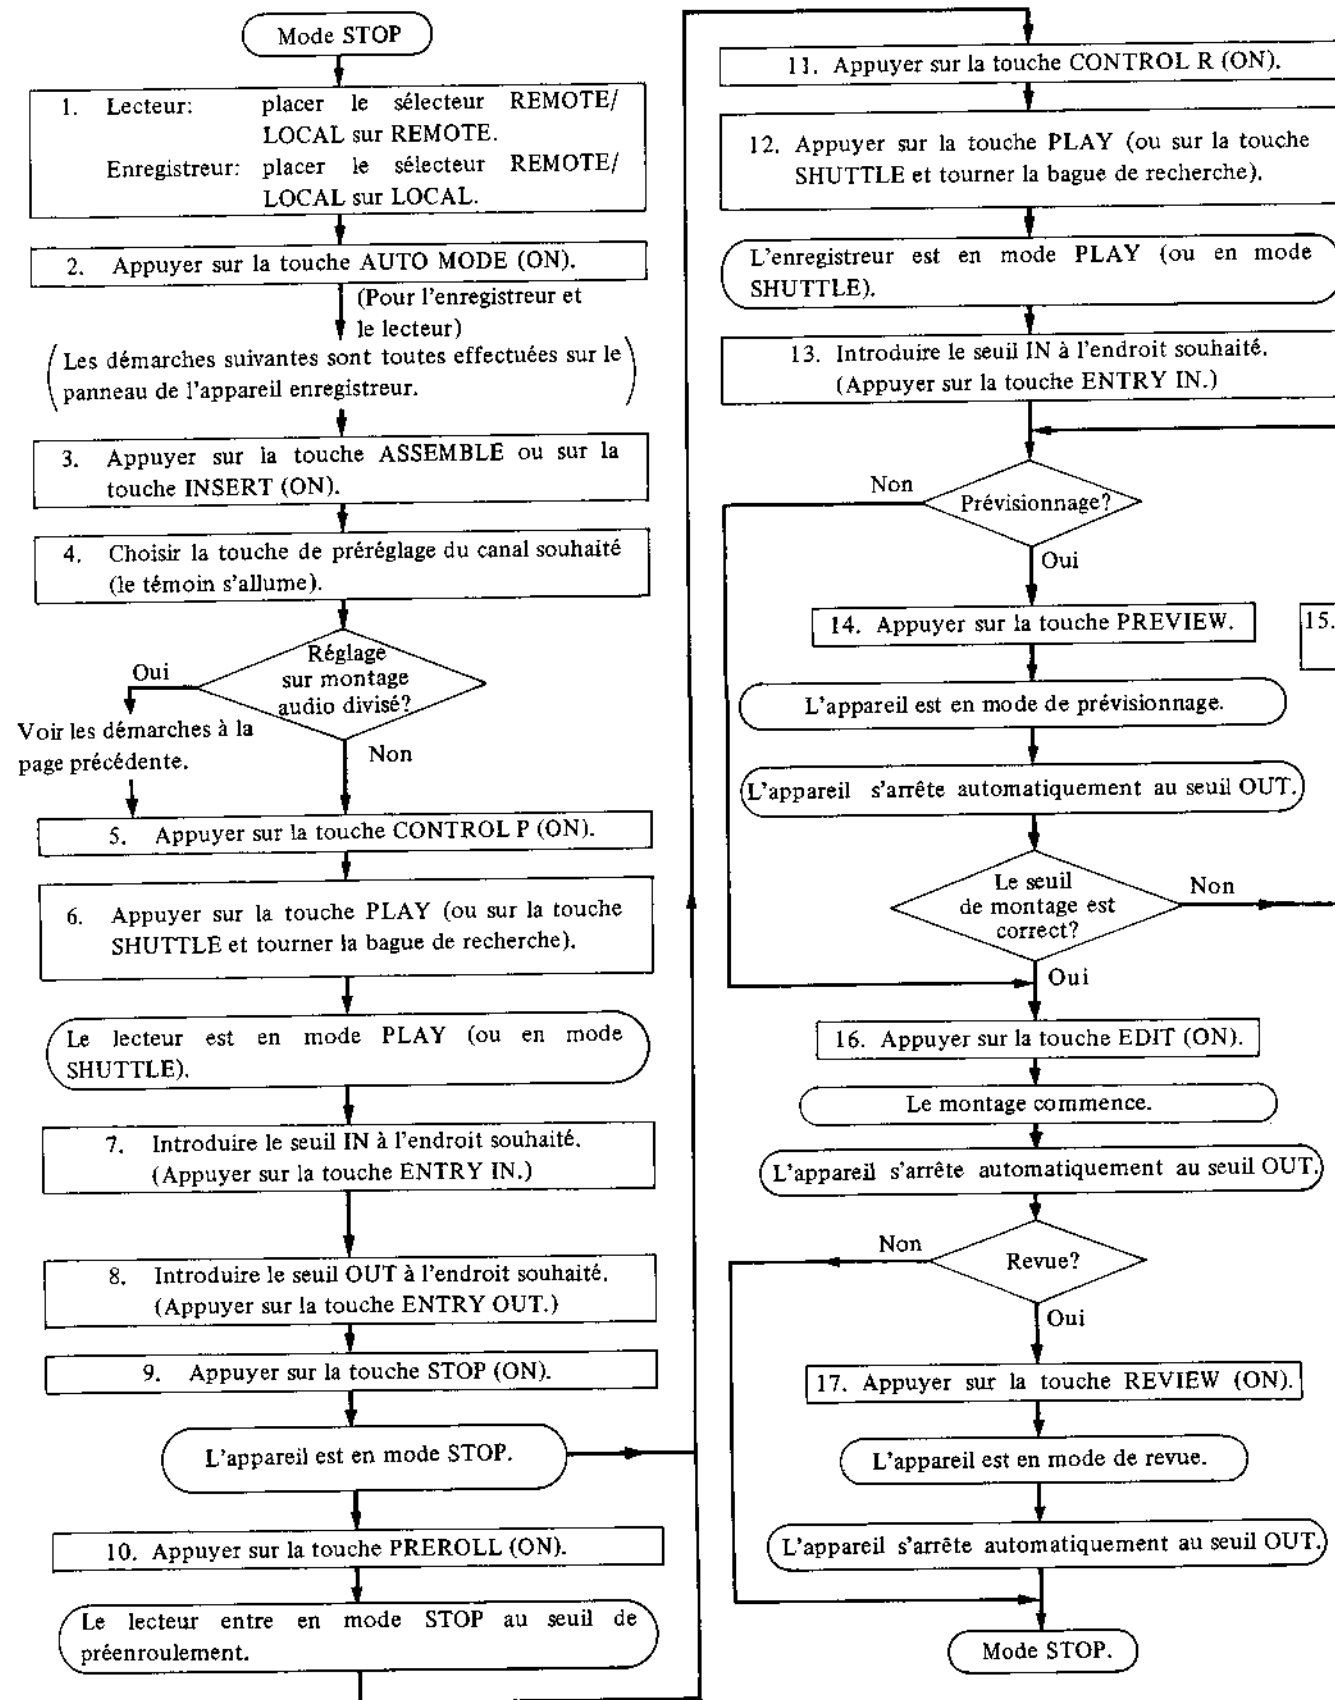 Mode STOP
1. Lecteur: placer le sélecteur REMOTE/
LOCAL sur REMOTE.
Enregistreur: placer le sélecteur REMOTE/
LOCAL sur LOCAL.
2. Appuyer sur la touche AUTO MODE (ON).
(Pour l'enregistreur et
le lecteur)
(Les démarches suivantes sont toutes effectuées sur le
panneau de l'appareil enregistreur.)
3. Appuyer sur la touche ASSEMBLE ou sur la
touche INSERT (ON).
4. Choisir la touche de préréglage du canal souhaité
(le témoin s'allume).
Réglage
sur montage
audio divisé?
Oui
Voir les démarches à la
page précédente.
Non
5. Appuyer sur la touche CONTROL P (ON).
6. Appuyer sur la touche PLAY (ou sur la touche
SHUTTLE et tourner la bague de recherche).
Le lecteur est en mode PLAY (ou en mode
SHUTTLE).
7. Introduire le seuil IN à l'endroit souhaité.
(Appuyer sur la touche ENTRY IN.)
8. Introduire le seuil OUT à l'endroit souhaité.
(Appuyer sur la touche ENTRY OUT.)
9. Appuyer sur la touche STOP (ON).
L'appareil est en mode STOP.
10. Appuyer sur la touche PREROLL (ON).
Le lecteur entre en mode STOP au seuil de
préenroulement.
11. Appuyer sur la touche CONTROL R (ON).
12. Appuyer sur la touche PLAY (ou sur la touche
SHUTTLE et tourner la bague de recherche).
L'enregistreur est en mode PLAY (ou en mode
SHUTTLE).
13. Introduire le seuil IN à l'endroit souhaité.
(Appuyer sur la touche ENTRY IN.)
Non
Prévisionnage?
Oui
14. Appuyer sur la touche PREVIEW.
15.
L'appareil est en mode de prévisionnage.
L'appareil s'arrête automatiquement au seuil OUT.
Le seuil
de montage est
correct?
Non
Oui
16. Appuyer sur la touche EDIT (ON).
Le montage commence.
L'appareil s'arrête automatiquement au seuil OUT.
Non
Revue?
Oui
17. Appuyer sur la touche REVIEW (ON).
L'appareil est en mode de revue.
L'appareil s'arrête automatiquement au seuil OUT.
Mode STOP.